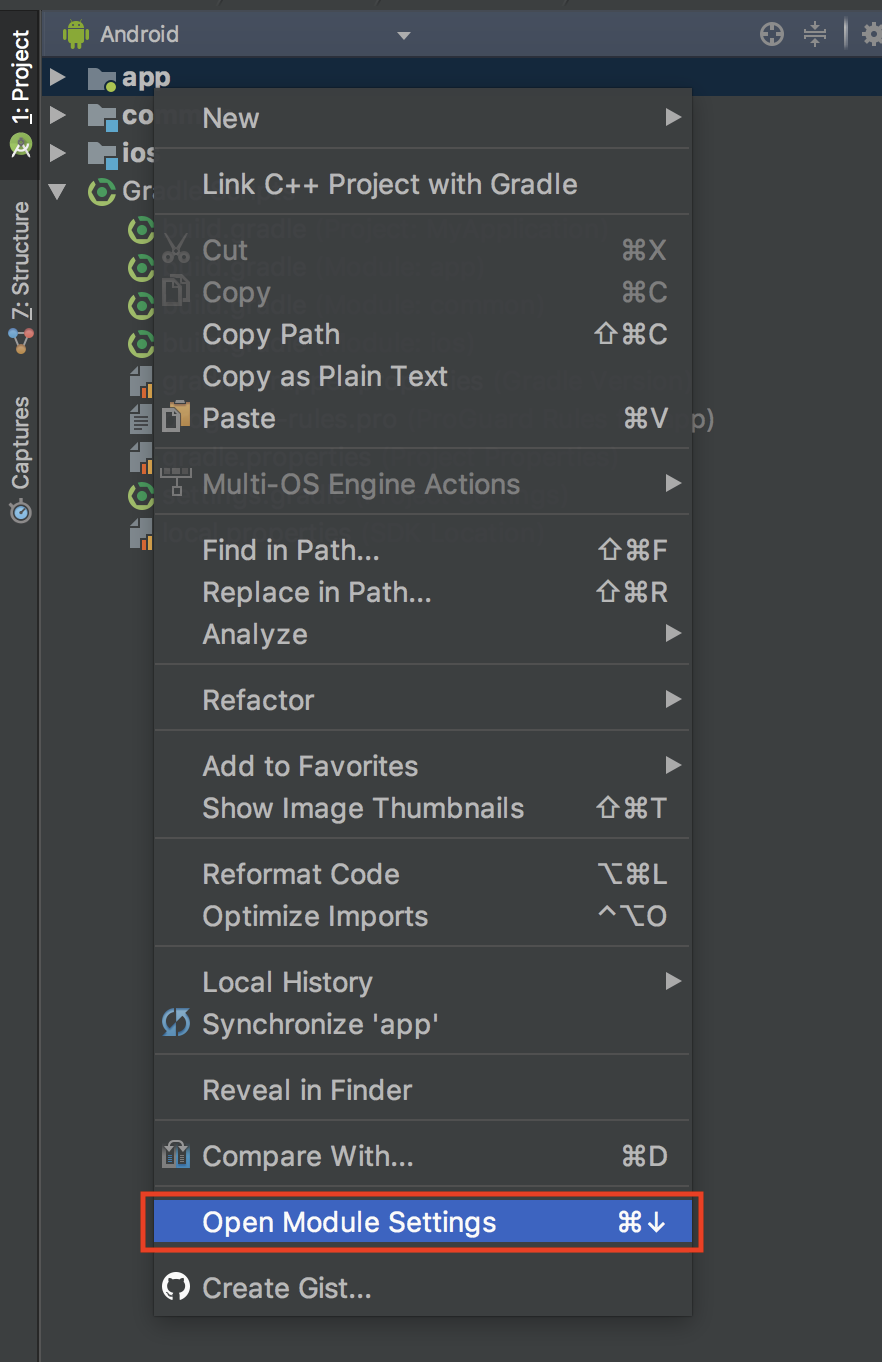 Android
1: Project
7: Structure
Captures
app
ios
New
Link C++ Project with Gradle
Cut ⌘X
Copy ⌘C
Copy Path ⇧⌘C
Copy as Plain Text
Paste ⌘V
Multi-OS Engine Actions
Find in Path... ⇧⌘F
Replace in Path... ⇧⌘R
Analyze
Refactor
Add to Favorites
Show Image Thumbnails ⇧⌘T
Reformat Code ⌥⌘L
Optimize Imports ^⌥O
Local History
Synchronize 'app'
Reveal in Finder
Compare With... ⌘D
Open Module Settings ⌘↓
Create Gist...